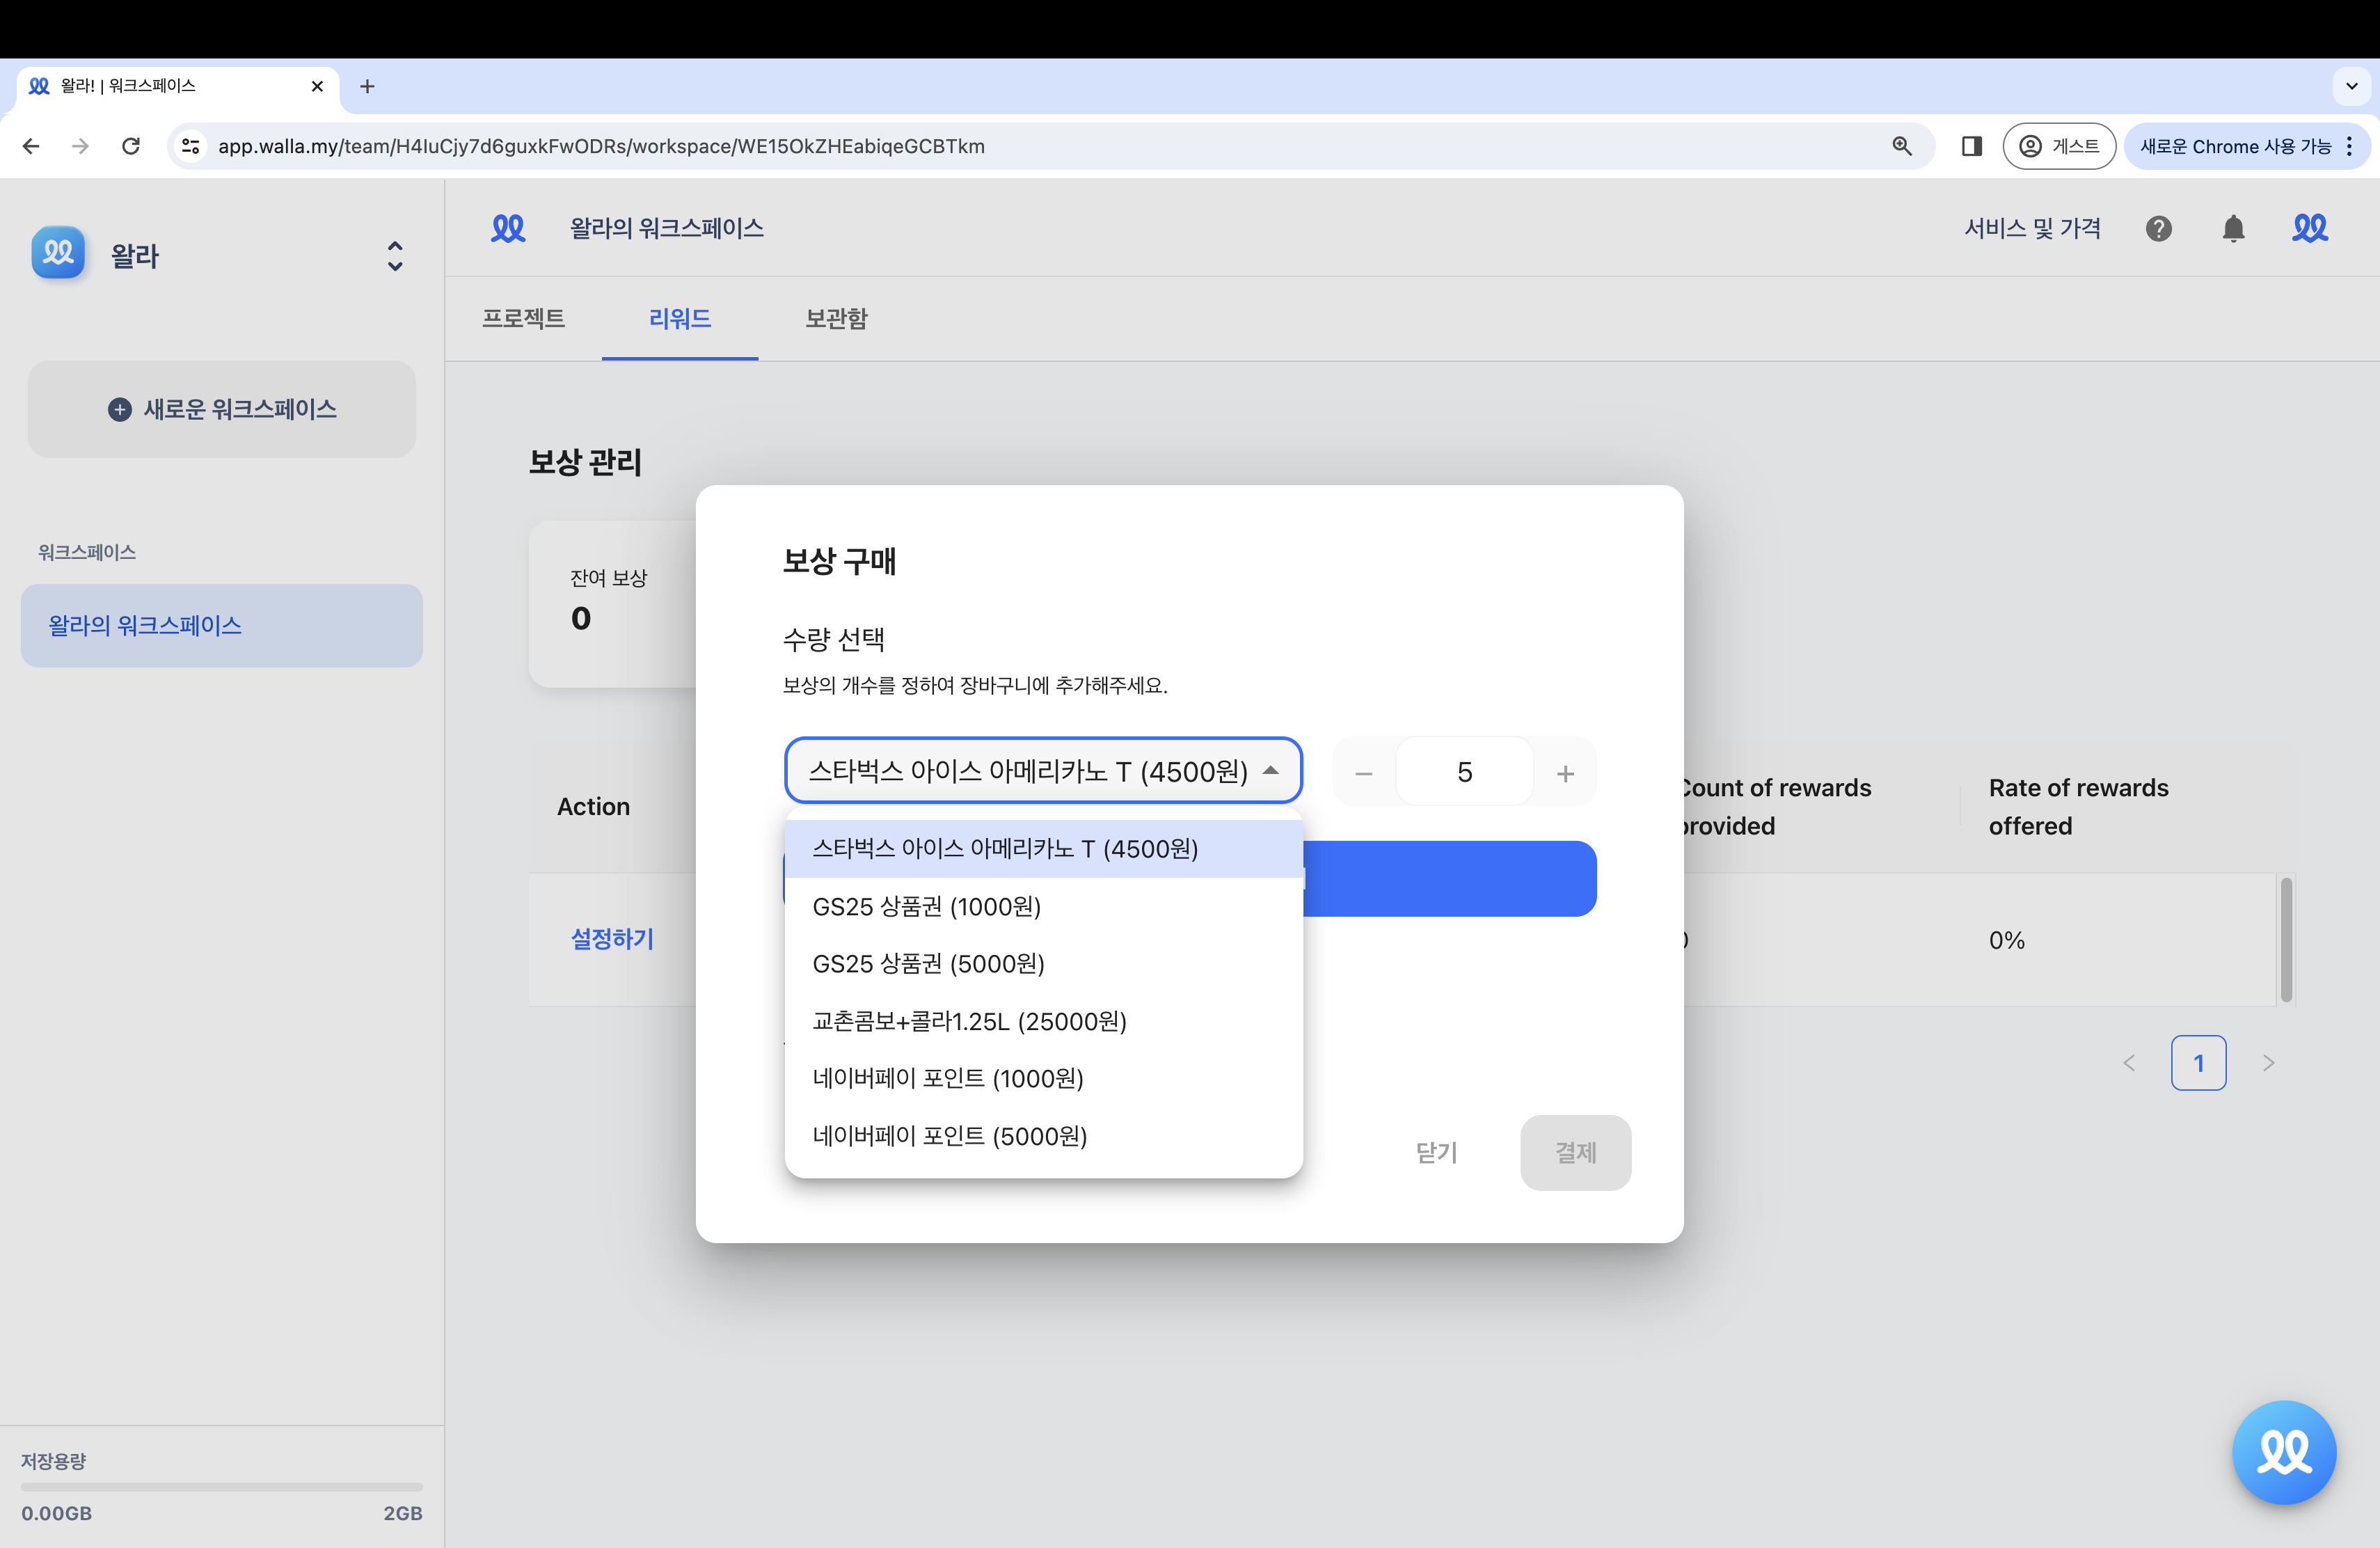 왈라! | 워크스페이스
app.walla.my/team/H4IuCjy7d6guxkFwODRs/workspace/WE15OkZHEabiqeGCBTkm
게스트
새로운 Chrome 사용 가능
왈라
왈라의 워크스페이스
서비스 및 가격
프로젝트
리워드
보관함
새로운 워크스페이스
보상 관리
워크스페이스
왈라의 워크스페이스
잔여 보상
0
보상 구매
수량 선택
보상의 개수를 정하여 장바구니에 추가해주세요.
스타벅스 아이스 아메리카노 T (4500원)
5
스타벅스 아이스 아메리카노 T (4500원)
GS25 상품권 (1000원)
GS25 상품권 (5000원)
교촌콤보+콜라1.25L (25000원)
네이버페이 포인트 (1000원)
네이버페이 포인트 (5000원)
닫기
결제
Action
Count of rewards
provided
Rate of rewards
offered
설정하기
0%
1
저장용량
0.00GB
2GB